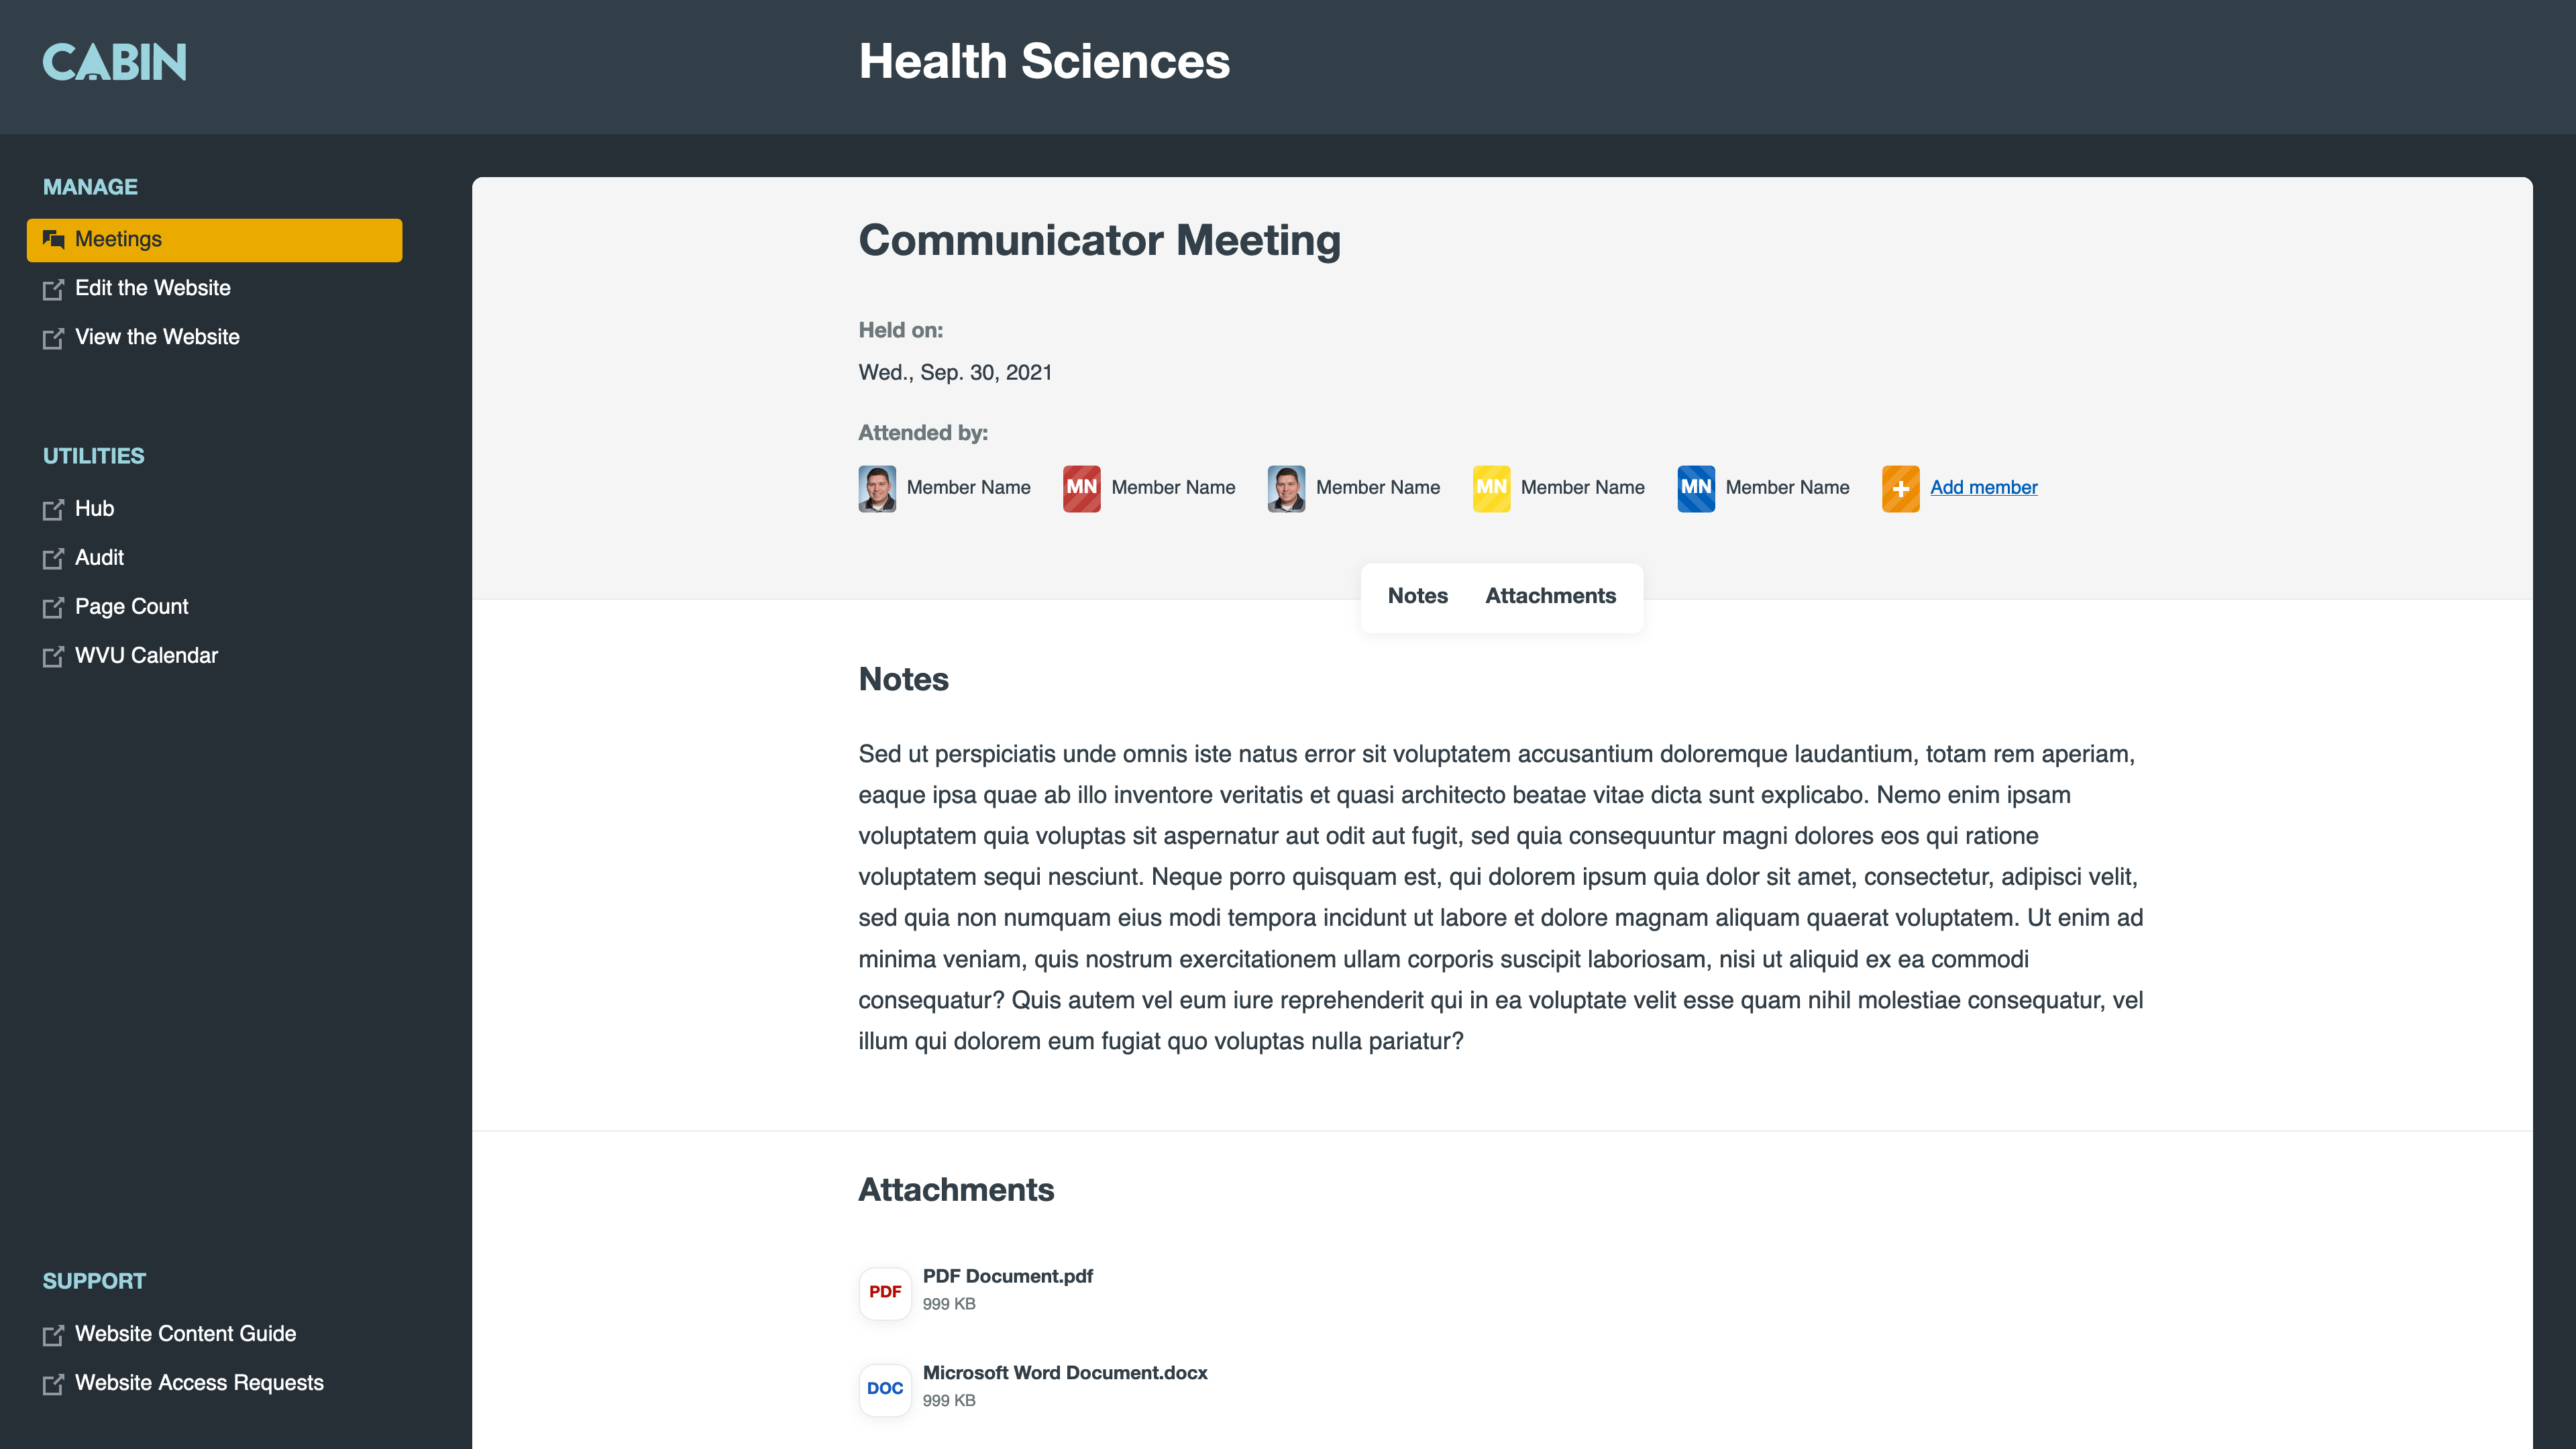 CABIN
Health Sciences
MANAGE
Meetings
Edit the Website
View the Website
UTILITIES
Hub
Audit
Page Count
WVU Calendar
SUPPORT
Website Content Guide
Website Access Requests
Communicator Meeting
Held on:
Wed., Sep. 30, 2021
Attended by:
Member Name MN Member Name Member Name MN Member Name MN Member Name + Add member
Notes Attachments
Notes
Sed ut perspiciatis unde omnis iste natus error sit voluptatem accusantium doloremque laudantium, totam rem aperiam,
eaque ipsa quae ab illo inventore veritatis et quasi architecto beatae vitae dicta sunt explicabo. Nemo enim ipsam
voluptatem quia voluptas sit aspernatur aut odit aut fugit, sed quia consequuntur magni dolores eos qui ratione
voluptatem sequi nesciunt. Neque porro quisquam est, qui dolorem ipsum quia dolor sit amet, consectetur, adipisci velit,
sed quia non numquam eius modi tempora incidunt ut labore et dolore magnam aliquam quaerat voluptatem. Ut enim ad
minima veniam, quis nostrum exercitationem ullam corporis suscipit laboriosam, nisi ut aliquid ex ea commodi
consequatur? Quis autem vel eum iure reprehenderit qui in ea voluptate velit esse quam nihil molestiae consequatur, vel
illum qui dolorem eum fugiat quo voluptas nulla pariatur?
Attachments
PDF PDF Document.pdf
999 KB
DOC Microsoft Word Document.docx
999 KB